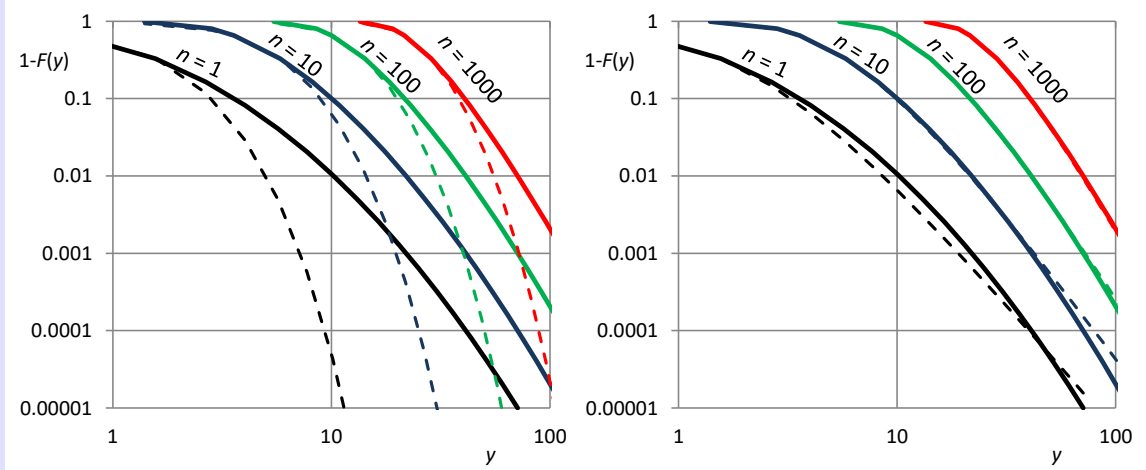 1
1-F(y)
0.1
0.01
0.001
0.0001
0.00001
n = 1
n = 10
n = 100
n = 1000
1
10
100
y
1
1-F(y)
0.1
0.01
0.001
0.0001
0.00001
n = 1
n = 10
n = 100
n = 1000
1
10
100
y